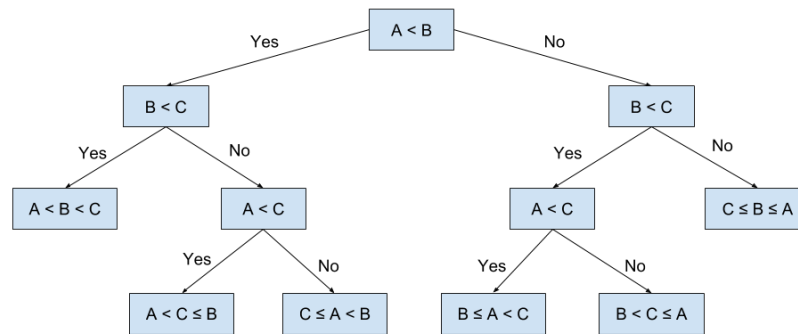 A < B
Yes
No
B < C
B < C
Yes
No
Yes
No
A < B < C
A < C
A < C
C ≤ B ≤ A
Yes
No
Yes
No
A < C ≤ B
C ≤ A < B
B ≤ A < C
B < C ≤ A